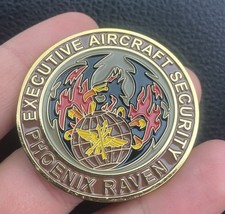 EXECUTIVE AIRCRAFT SECURITY
PHOENIX RAVEN